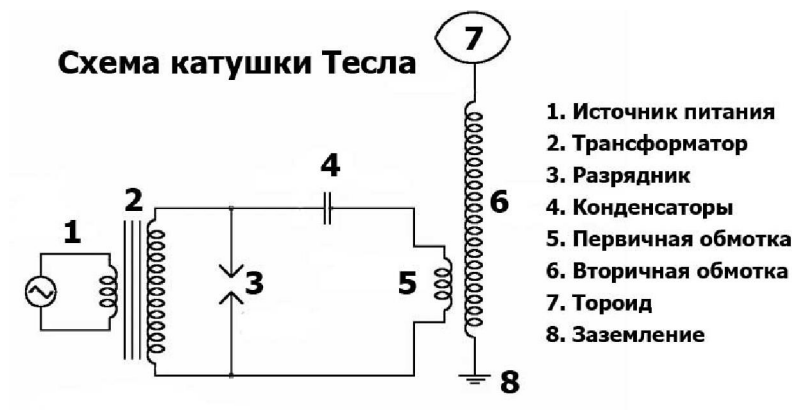 Схема катушки Тесла
7
1. Источник питания
2. Трансформатор
3. Разрядник
4. Конденсаторы
5. Первичная обмотка
6. Вторичная обмотка
7. Тороид
8. Заземление
4
2
6
1
3
5
8